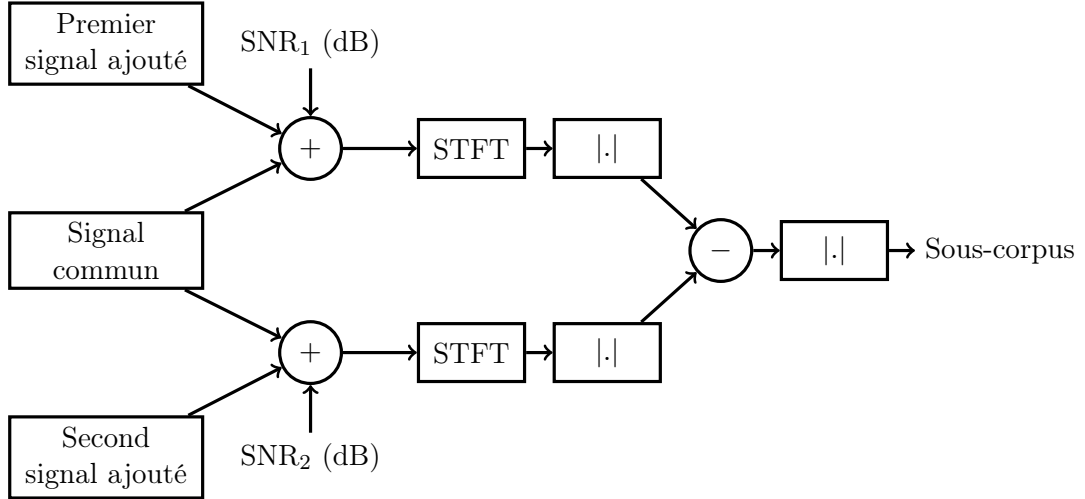 Premier
signal ajouté
SNR₁ (dB)
+
STFT
|.|
Signal
commun
−
|.|
Sous-corpus
+
STFT
|.|
Second
signal ajouté
SNR₂ (dB)